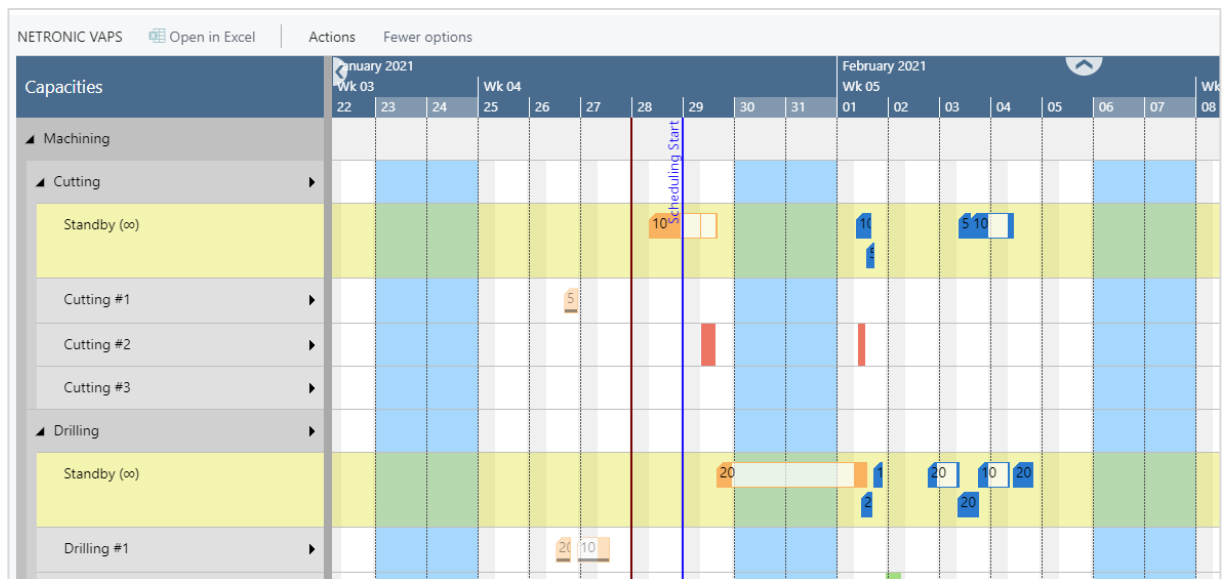 NETRONIC VAPS Open in Excel Actions Fewer options
Capacities
anuary 2021 February 2021
Wk 03 Wk 04 Wk 05 Wk
22 23 24 25 26 27 28 29 30 31 01 02 03 04 05 06 07 08
Machining
Scheduling Start
Cutting
Standby (∞) 10 10 5 10
5
Cutting #1 5
Cutting #2
Cutting #3
Drilling
Standby (∞) 20 1 20 10 20
2 20
Drilling #1 20 10